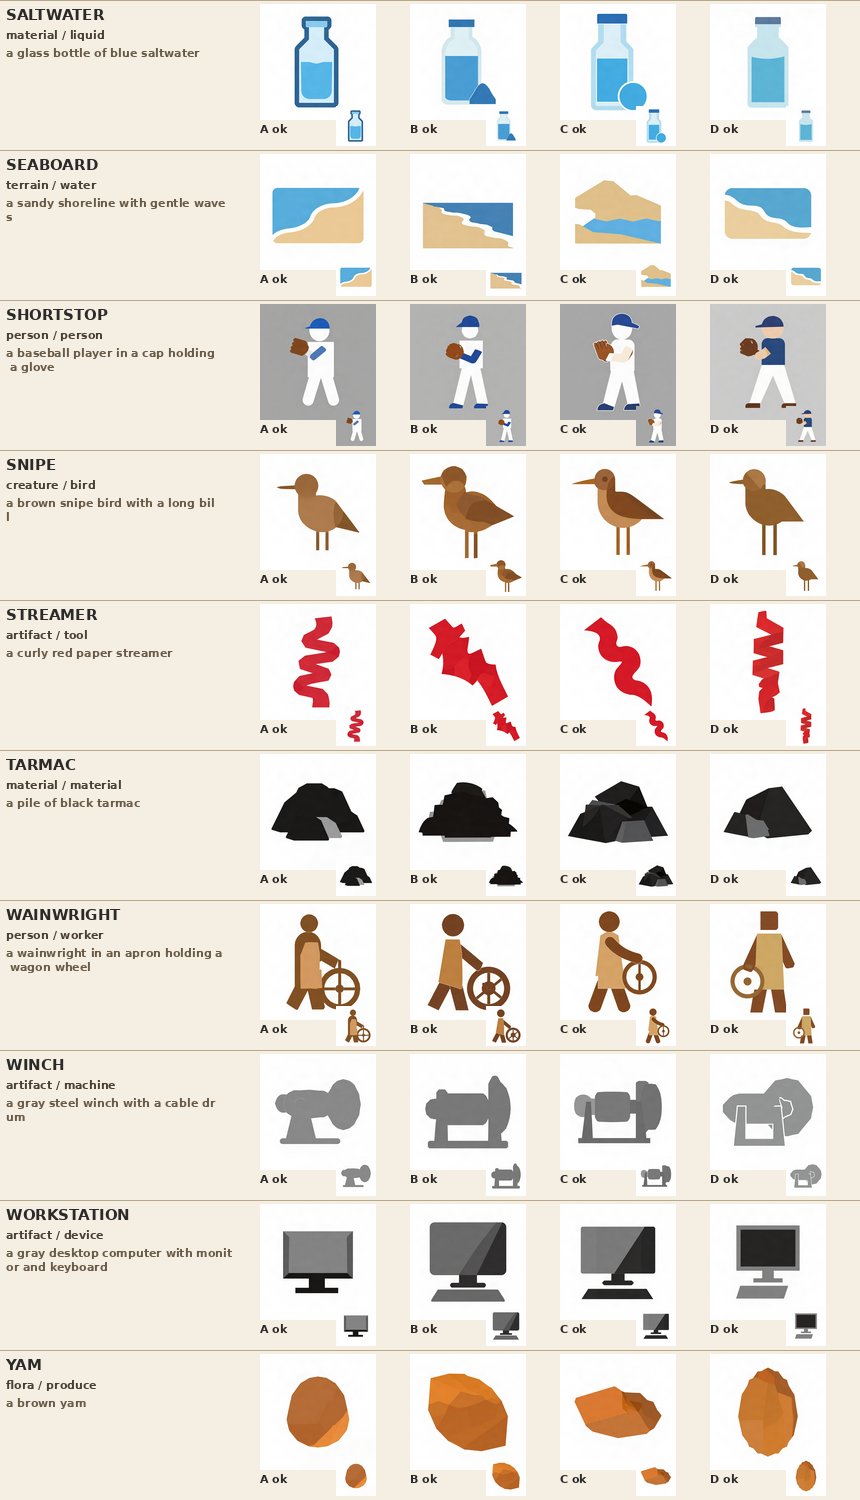 SALTWATER
material / liquid
a glass bottle of blue saltwater
A ok
B ok
C ok
D ok
SEABOARD
terrain / water
a sandy shoreline with gentle wave
s
A ok
B ok
C ok
D ok
SHORTSTOP
person / person
a baseball player in a cap holding
a glove
A ok
B ok
C ok
D ok
SNIPE
creature / bird
a brown snipe bird with a long bil
l
A ok
B ok
C ok
D ok
STREAMER
artifact / tool
a curly red paper streamer
A ok
B ok
C ok
D ok
TARMAC
material / material
a pile of black tarmac
A ok
B ok
C ok
D ok
WAINWRIGHT
person / worker
a wainwright in an apron holding a
wagon wheel
A ok
B ok
C ok
D ok
WINCH
artifact / machine
a gray steel winch with a cable dr
um
A ok
B ok
C ok
D ok
WORKSTATION
artifact / device
a gray desktop computer with monit
or and keyboard
A ok
B ok
C ok
D ok
YAM
flora / produce
a brown yam
A ok
B ok
C ok
D ok